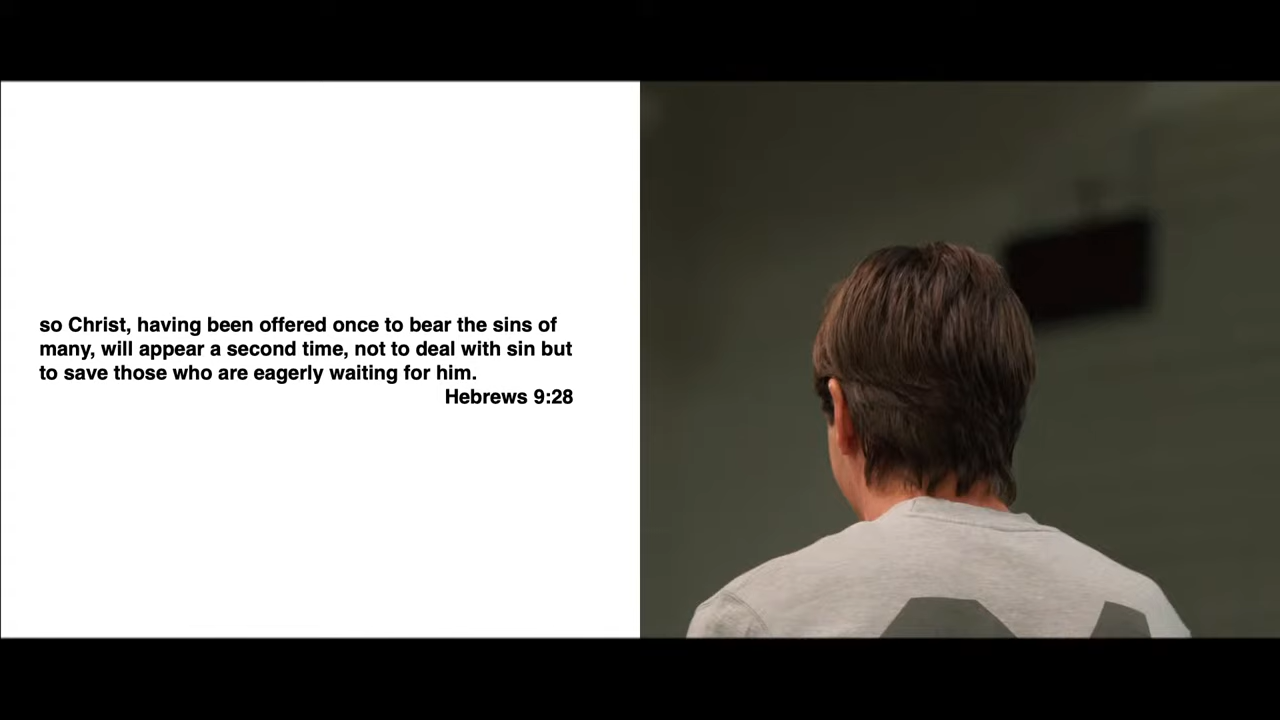 so Christ, having been offered once to bear the sins of
many, will appear a second time, not to deal with sin but
to save those who are eagerly waiting for him.
Hebrews 9:28